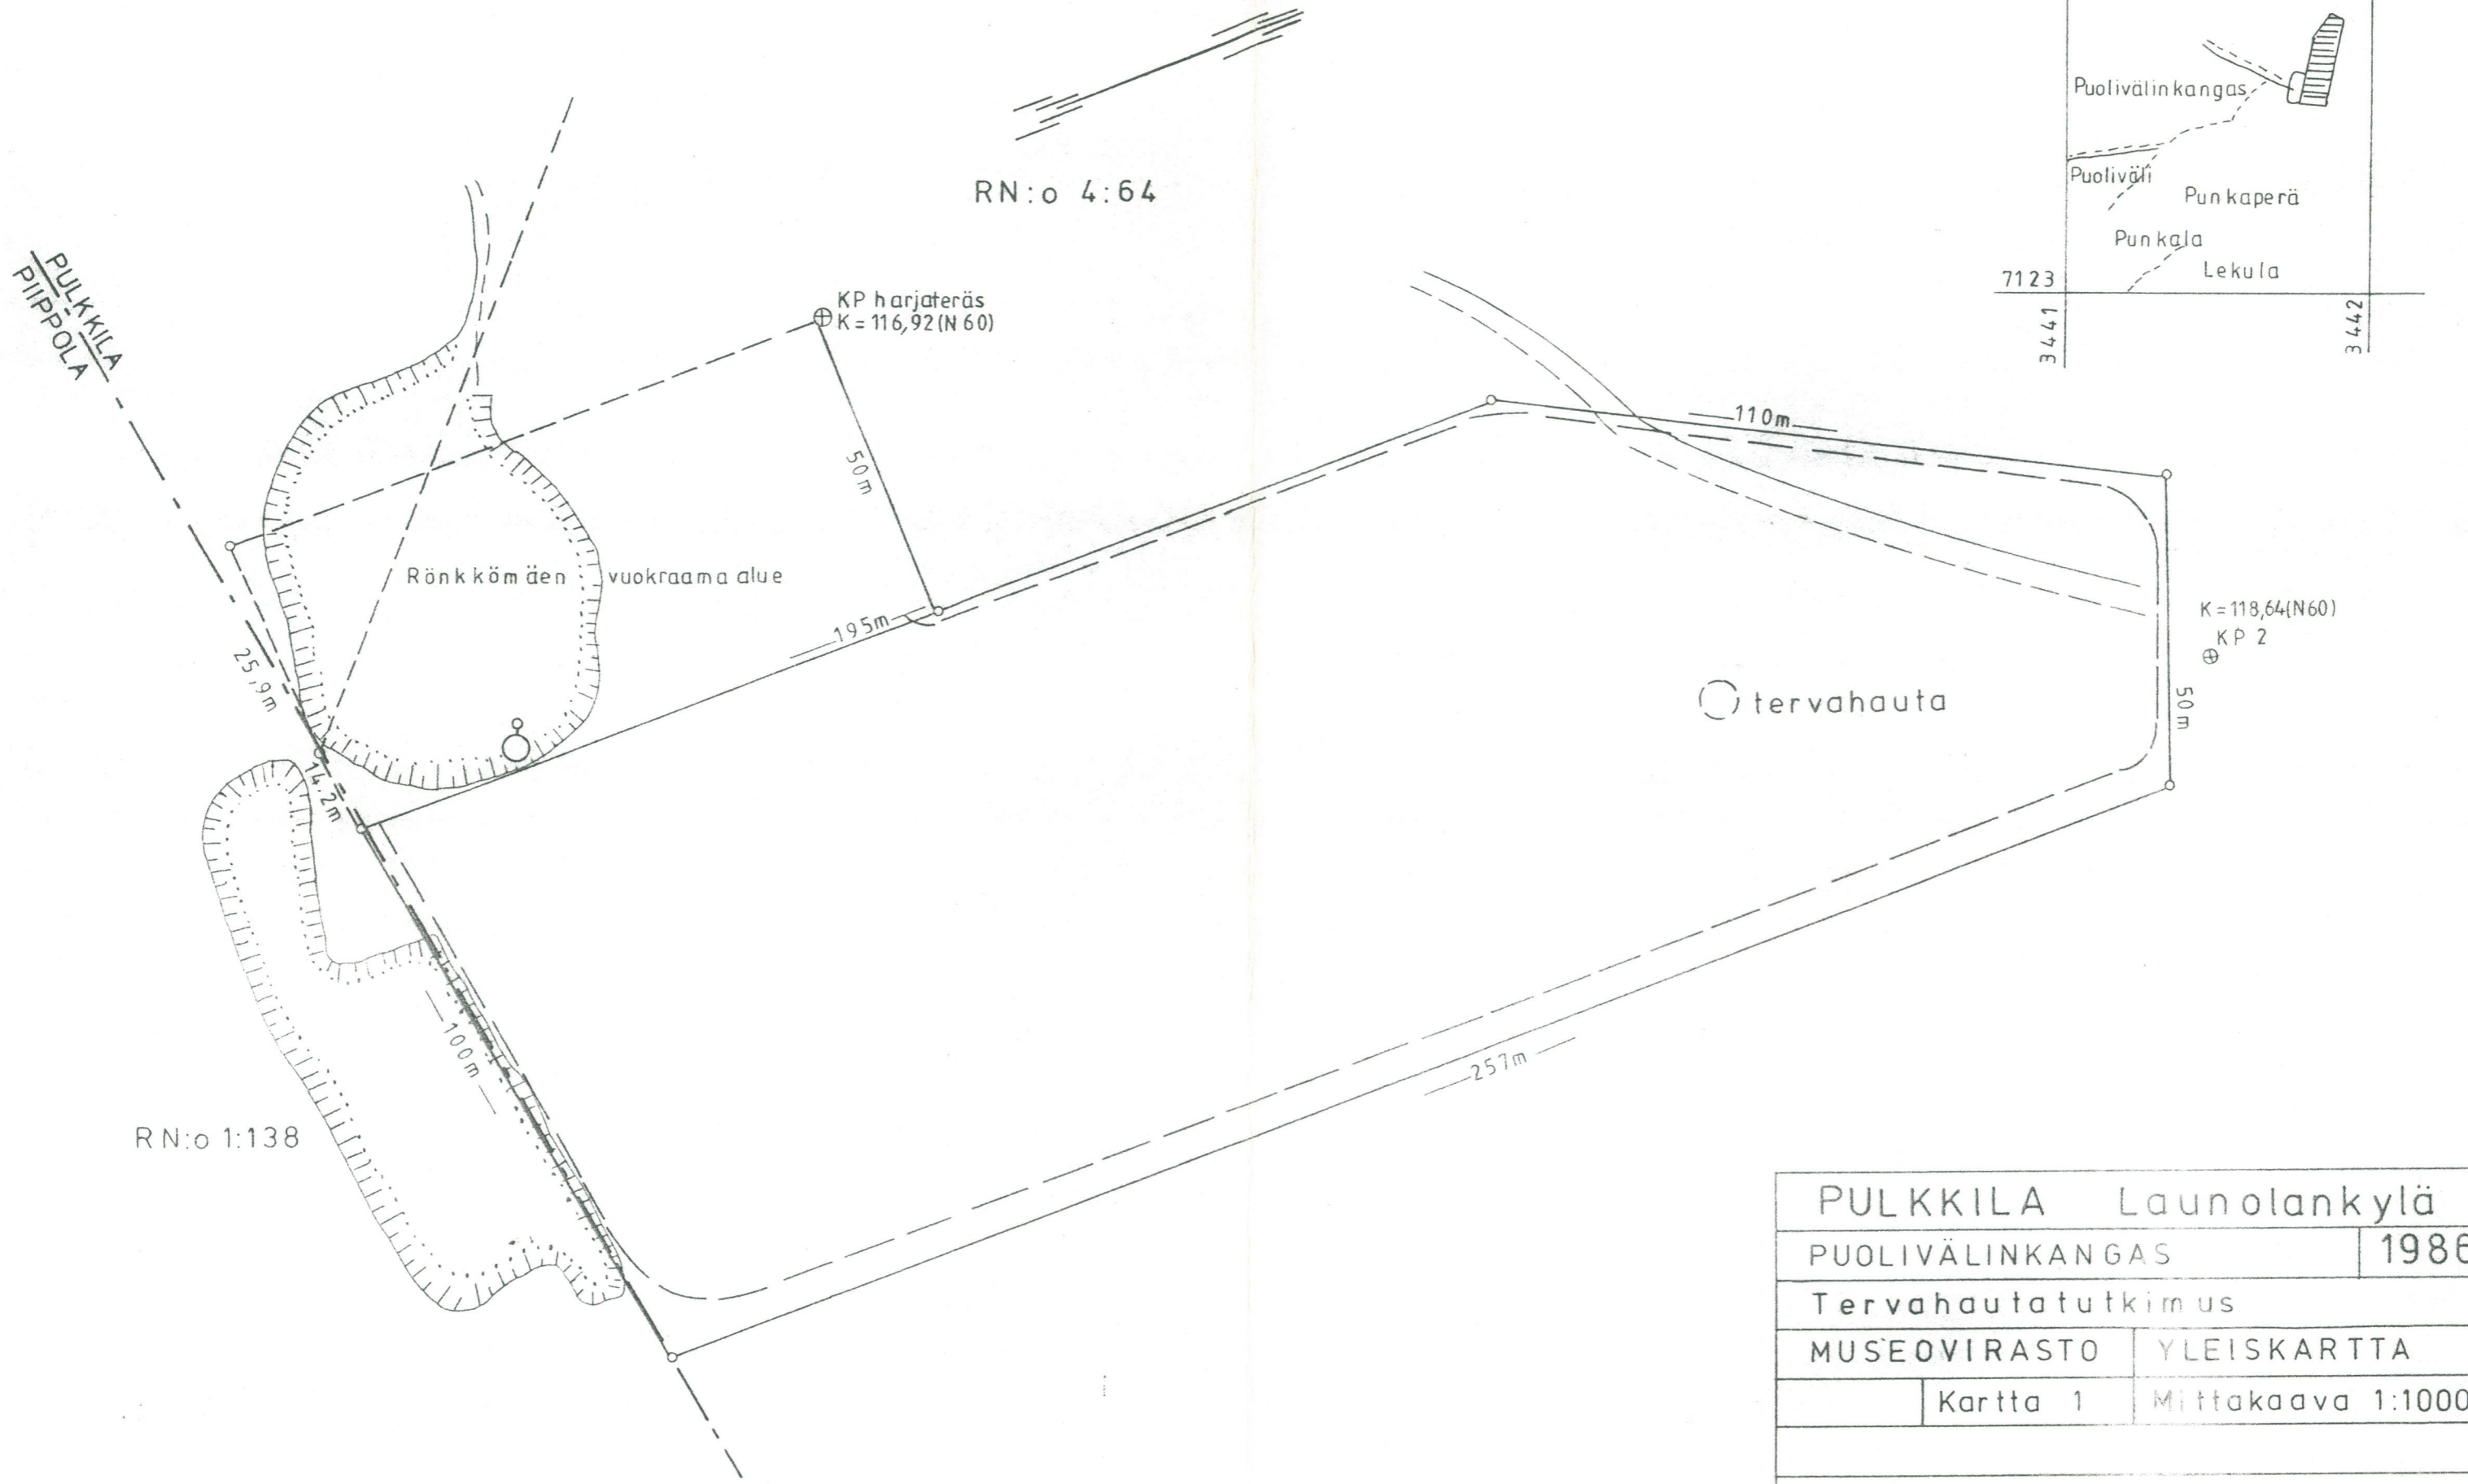 RN:o 4:64
Puolivälinkangas
Puoliväli
Punkaperä
Punkala
Lekula
7123
3441
3442
PULKKILA
PIIPPOLA
KP harjateräs
K=116,92(N60)
50m
110m
Rönkkömäen vuokraama alue
195m
25,9m
14,2m
K=118,64(N60)
KP 2
tervahauta
50m
100m
257m
RN:o 1:138
PULKKILA Launolankylä
PUOLIVÄLINKANGAS 1986
Tervahautatutkimus
MUSEOVIRASTO YLEISKARTTA
Kartta 1 Mittakaava 1:1000